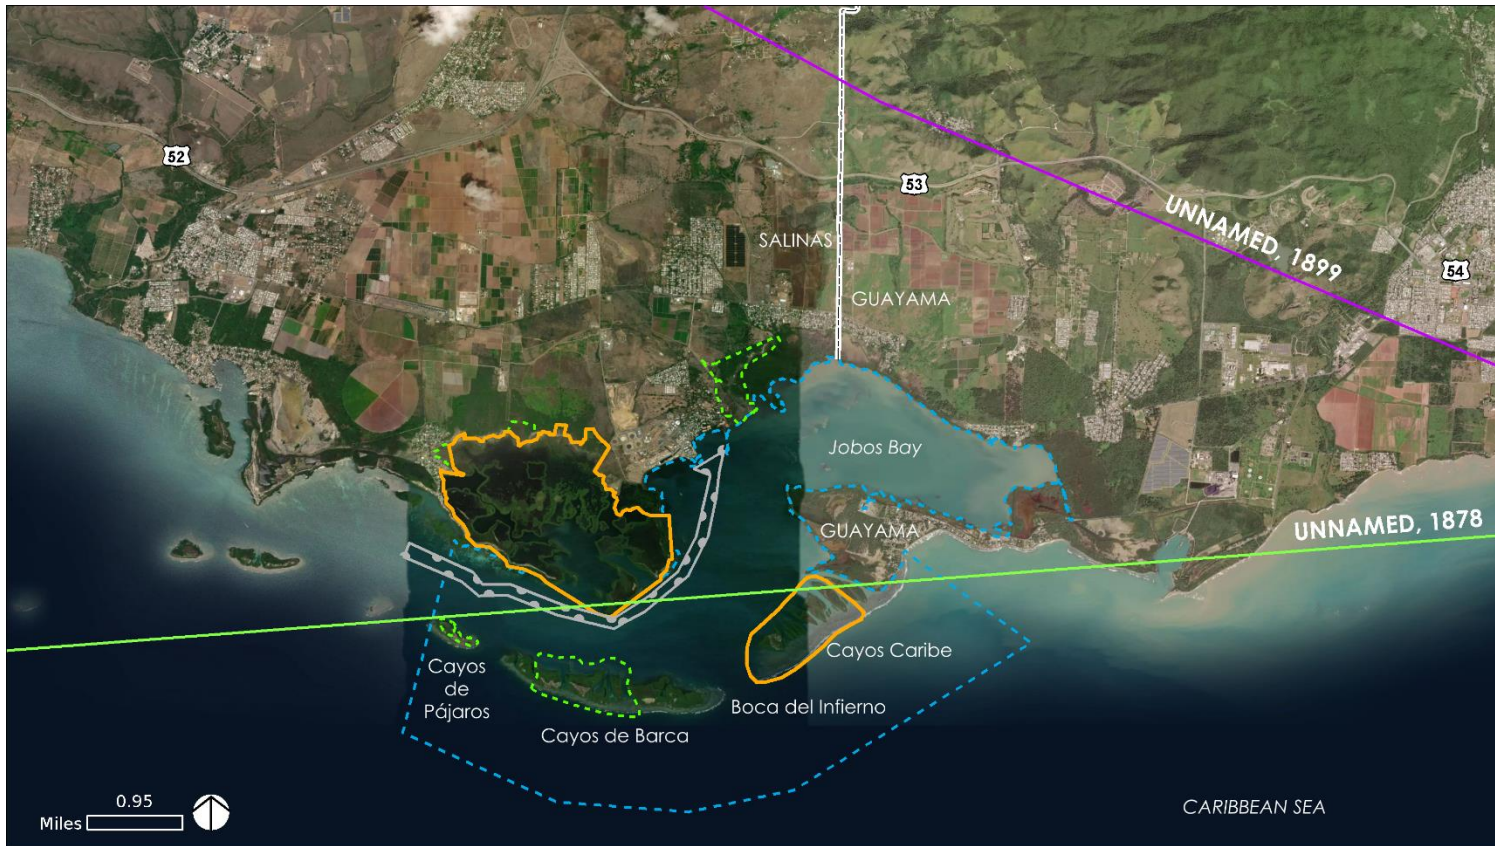 52
53
SALINAS
UNNAMED, 1899
54
GUAYAMA
Jobos Bay
GUAYAMA
UNNAMED, 1878
Cayos Caribe
Cayos
de
Pájaros
Boca del Infierno
Cayos de Barca
0.95
Miles
CARIBBEAN SEA